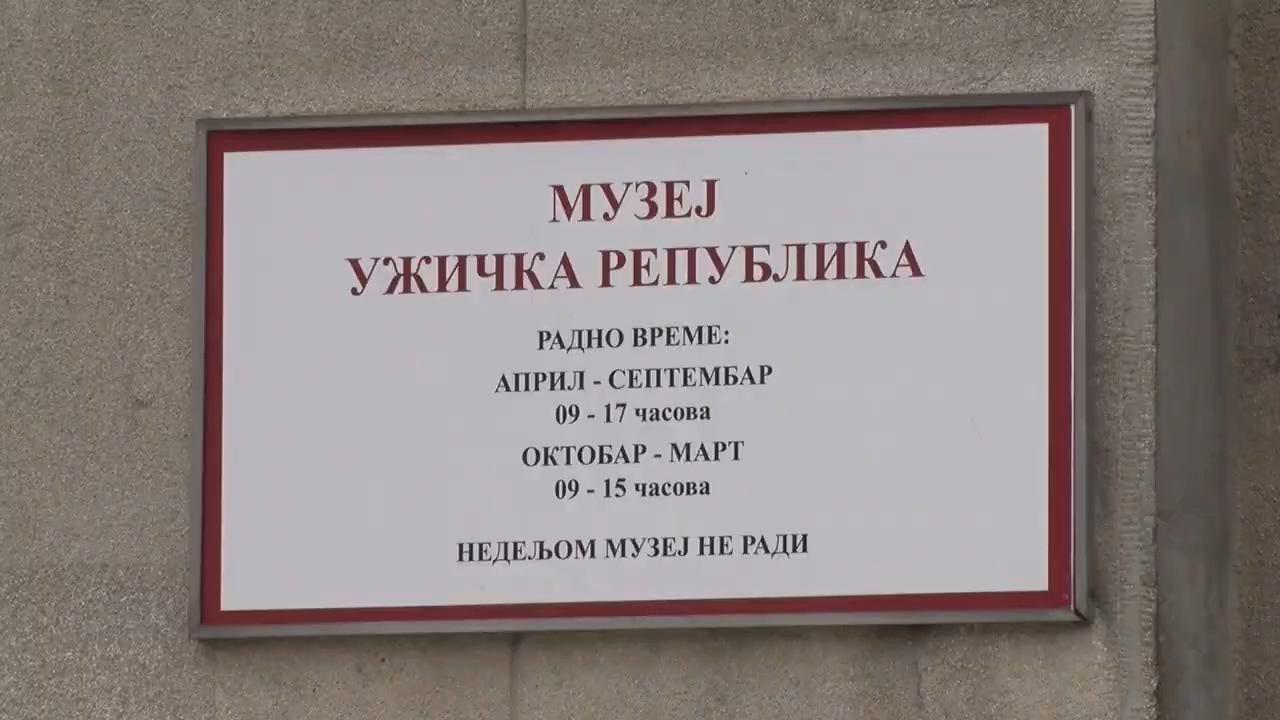 МУЗЕЈ
УЖИЧКА РЕПУБЛИКА
РАДНО ВРЕМЕ:
АПРИЛ - СЕПТЕМБАР
09 - 17 часова
ОКТОБАР - МАРТ
09 - 15 часова
НЕДЕЉОМ МУЗЕЈ НЕ РАДИ